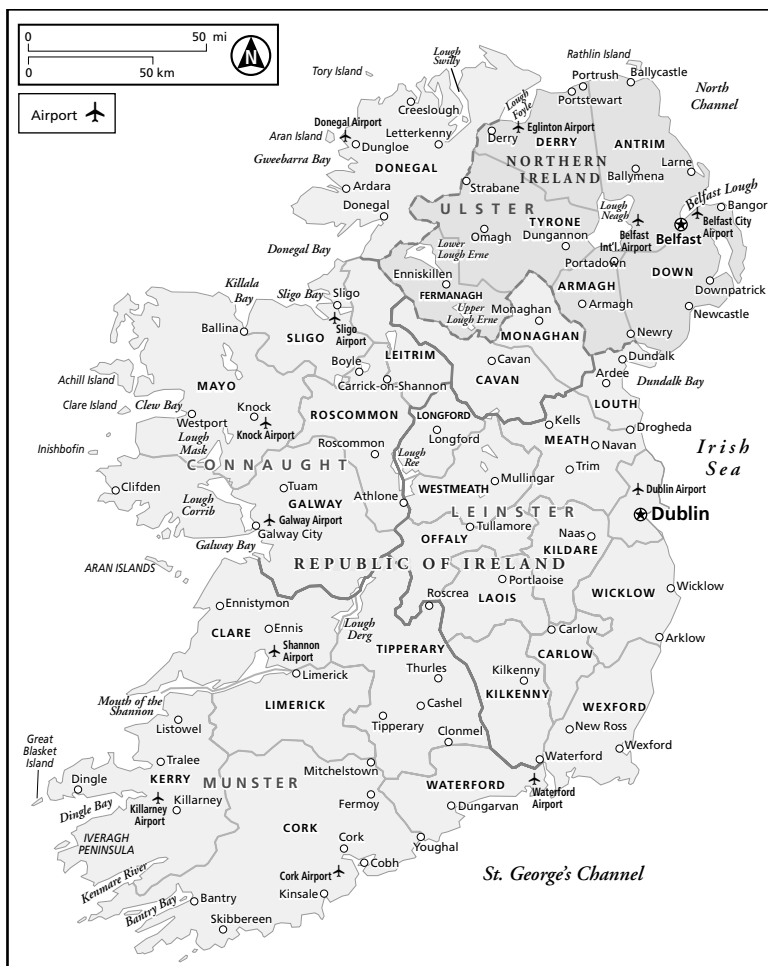 0 50 mi
0 50 km
N
Airport
Tory Island
Lough
Swilly
Rathlin Island
Portrush
Ballycastle
Portstewart
North
Channel
Creeslough
Lough
Foyle
Donegal Airport
Letterkenny
Derry
Eglinton Airport
DERRY
ANTRIM
Aran Island
Dungloe
Gweebarra Bay
DONEGAL
NORTHERN
IRELAND
Larne
Ballymena
Strabane
Ardara
Belfast Lough
Bangor
Donegal
ULSTER
TYRONE
Lough
Neagh
Belfast City
Airport
Omagh
Dungannon
Belfast
Int'l. Airport
Belfast
Donegal Bay
Lower
Lough Erne
Portadown
DOWN
Enniskillen
ARMAGH
Downpatrick
Killala
Bay
Sligo Bay
Sligo
FERMANAGH
Upper
Lough Erne
Monaghan
Armagh
Newcastle
Ballina
SLIGO
Sligo
Airport
MONAGHAN
Newry
LEITRIM
Boyle
Cavan
Dundalk
Achill Island
MAYO
Carrick-on-Shannon
CAVAN
Ardee
Dundalk Bay
Clare Island
Clew Bay
Westport
Knock
Knock Airport
ROSCOMMON
LONGFORD
LOUTH
Lough
Mask
Longford
Kells
MEATH
Drogheda
Inishbofin
Roscommon
Lough
Ree
Navan
Irish
Sea
CONNAUGHT
Trim
Clifden
Tuam
Mullingar
Dublin Airport
Lough
Corrib
GALWAY
Athlone
WESTMEATH
LEINSTER
Galway Airport
Dublin
Galway City
Tullamore
Galway Bay
OFFALY
Naas
KILDARE
ARAN ISLANDS
REPUBLIC OF IRELAND
Portlaoise
Wicklow
Ennistymon
Roscrea
LAOIS
WICKLOW
CLARE
Ennis
Lough
Derg
Carlow
Arklow
Shannon
Airport
TIPPERARY
CARLOW
Thurles
Limerick
Kilkenny
KILKENNY
Mouth of the
Shannon
LIMERICK
Cashel
WEXFORD
Listowel
Tipperary
New Ross
Great
Blasket
Island
Clonmel
Wexford
Tralee
Waterford
Dingle
KERRY
MUNSTER
Mitchelstown
WATERFORD
Waterford
Airport
Dingle Bay
Killarney
Airport
Killarney
Fermoy
Dungarvan
IVERAGH
PENINSULA
CORK
Cork
Youghal
Kenmare River
Cork Airport
Cobh
St. George's Channel
Bantry Bay
Bantry
Kinsale
Skibbereen